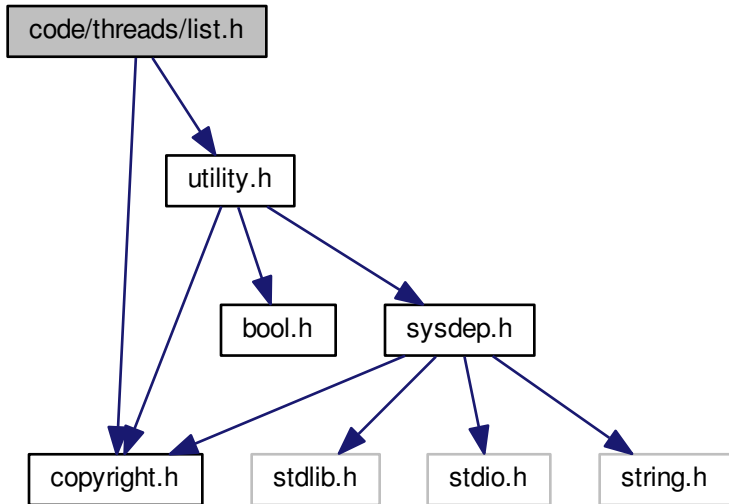 code/threads/list.h
utility.h
bool.h
sysdep.h
copyright.h
stdlib.h
stdio.h
string.h